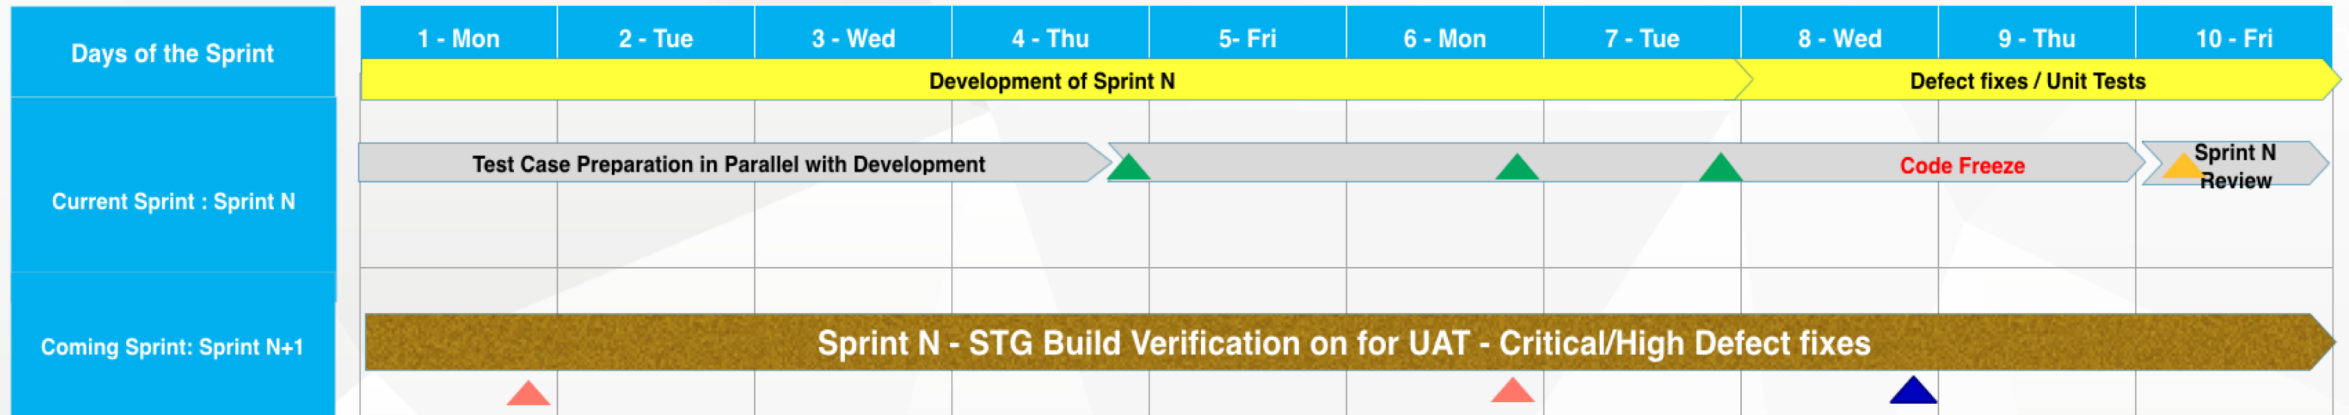 Days of the Sprint
1 - Mon
2 - Tue
3 - Wed
4 - Thu
5- Fri
6 - Mon
7 - Tue
8 - Wed
9 - Thu
10 - Fri
Development of Sprint N
Defect fixes / Unit Tests
Current Sprint : Sprint N
Test Case Preparation in Parallel with Development
Code Freeze
Sprint N
Review
Coming Sprint: Sprint N+1
Sprint N - STG Build Verification on for UAT - Critical/High Defect fixes